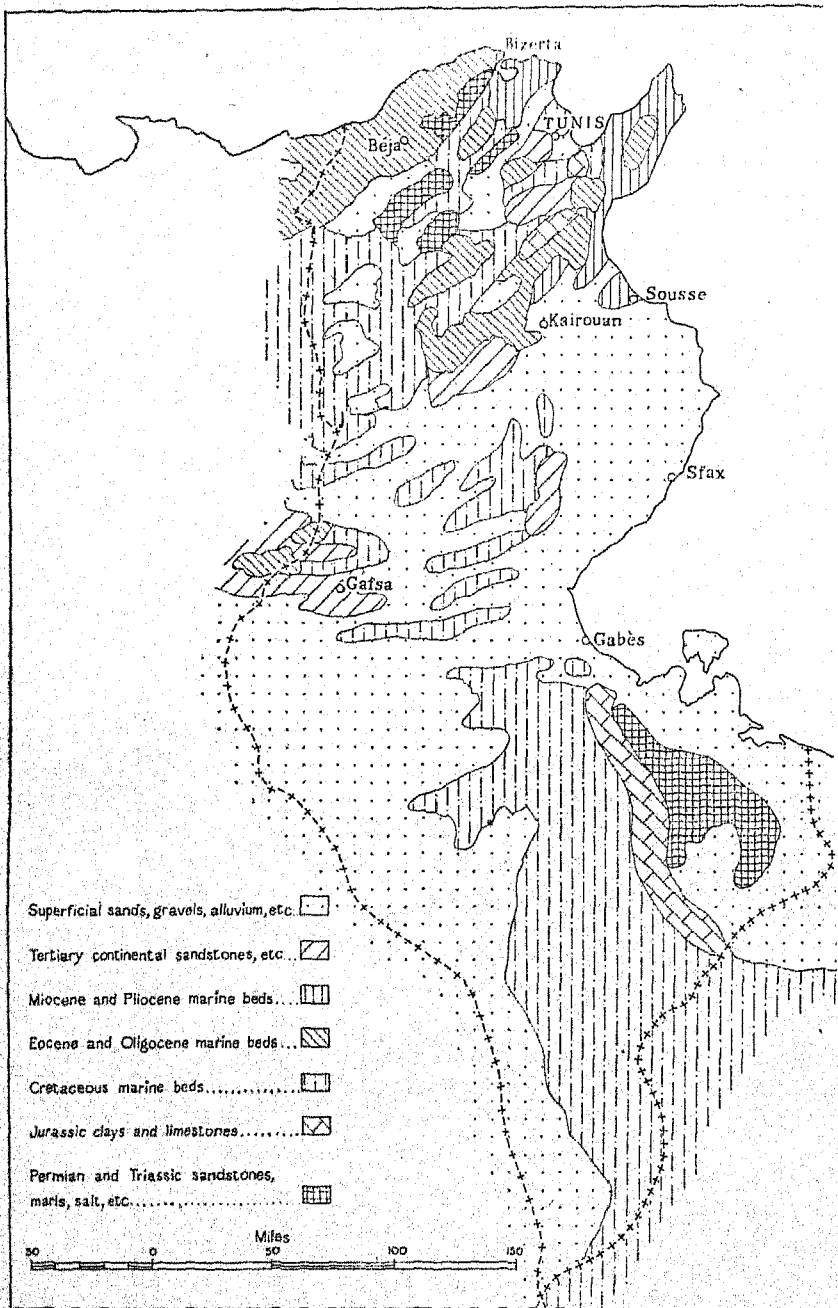 Bizerta
TUNIS
Béja
Sousse
Kairouan
Sfax
Gafsa
Gabès
Superficial sands, gravels, alluvium, etc.
Tertiary continental sandstones, etc...
Miocene and Pliocene marine beds....
Eocene and Oligocene marine beds...
Cretaceous marine beds..............
Jurassic clays and limestones.........
Permian and Triassic sandstones,
marls, salt, etc.........................
Miles
50 0 50 100 150